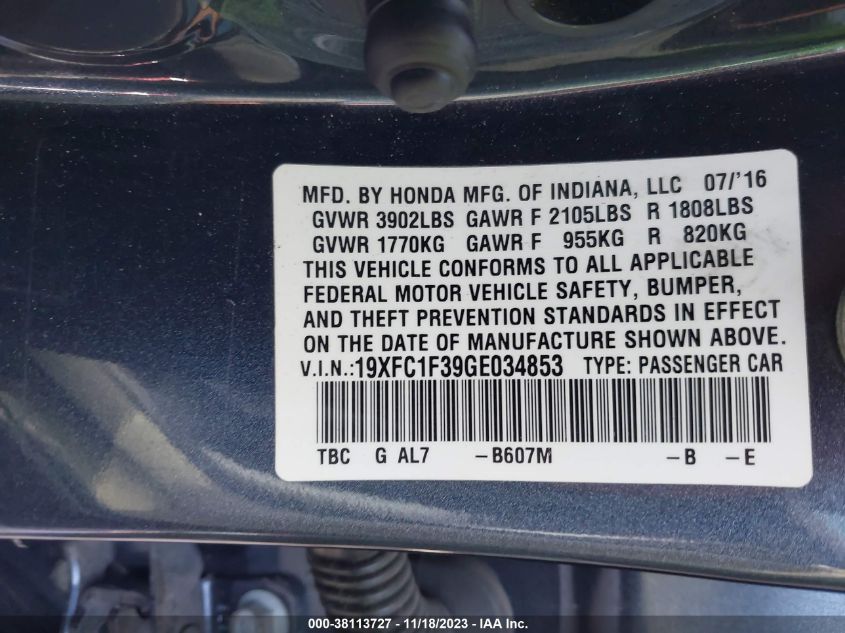 MFD. BY HONDA MFG. OF INDIANA, LLC 07/'16
GVWR 3902LBS GAWR F 2105LBS R 1808LBS
GVWR 1770KG GAWR F 955KG R 820KG
THIS VEHICLE CONFORMS TO ALL APPLICABLE
FEDERAL MOTOR VEHICLE SAFETY, BUMPER,
AND THEFT PREVENTION STANDARDS IN EFFECT
ON THE DATE OF MANUFACTURE SHOWN ABOVE.
V.I.N.:19XFC1F39GE034853 TYPE: PASSENGER CAR
TBC G AL7 -B607M -B -E
000-38113727 - 11/18/2023 - IAA Inc.